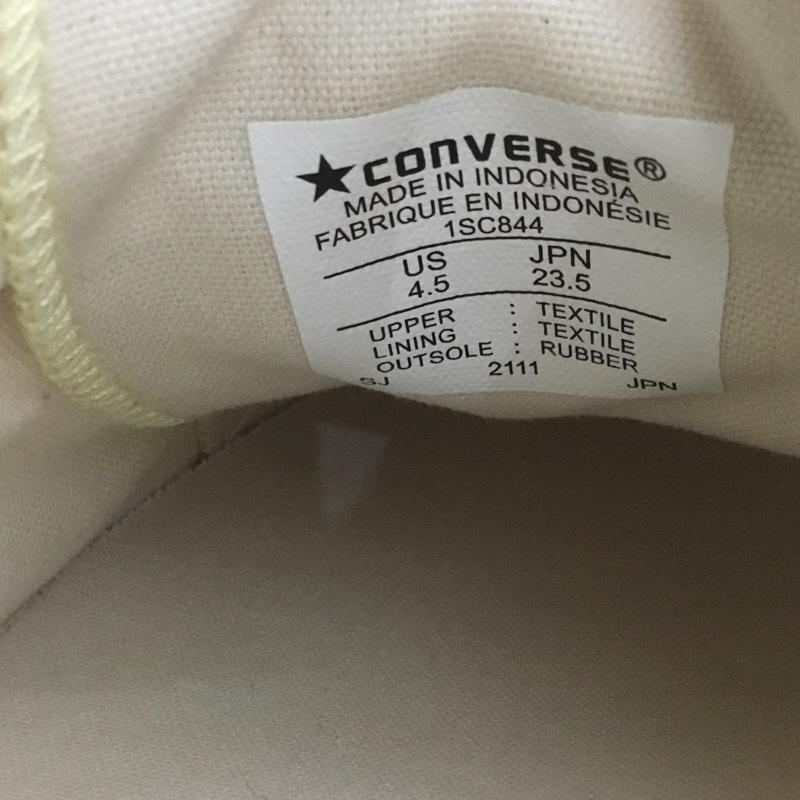 ★CONVERSE®
MADE IN INDONESIA
FABRIQUE EN INDONÉSIE
1SC844
US JPN
4.5 23.5
UPPER : TEXTILE
LINING : TEXTILE
OUTSOLE : RUBBER
SJ 2111 JPN